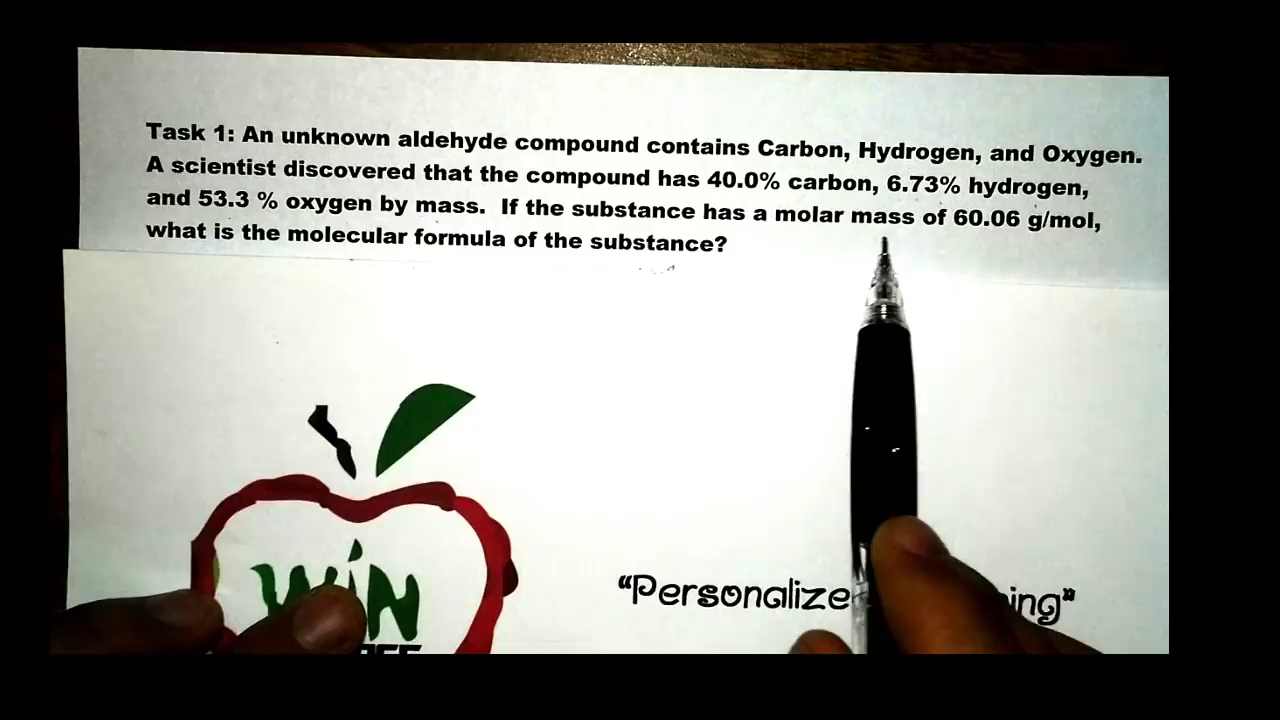 Task 1: An unknown aldehyde compound contains Carbon, Hydrogen, and Oxygen.
A scientist discovered that the compound has 40.0% carbon, 6.73% hydrogen,
and 53.3 % oxygen by mass.  If the substance has a molar mass of 60.06 g/mol,
what is the molecular formula of the substance?
WiN
"Personalize